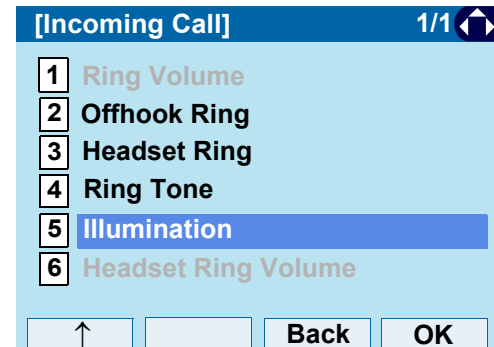 [Incoming Call] 1/1
1 Ring Volume
2 Offhook Ring
3 Headset Ring
4 Ring Tone
5 Illumination
6 Headset Ring Volume
↑ Back OK